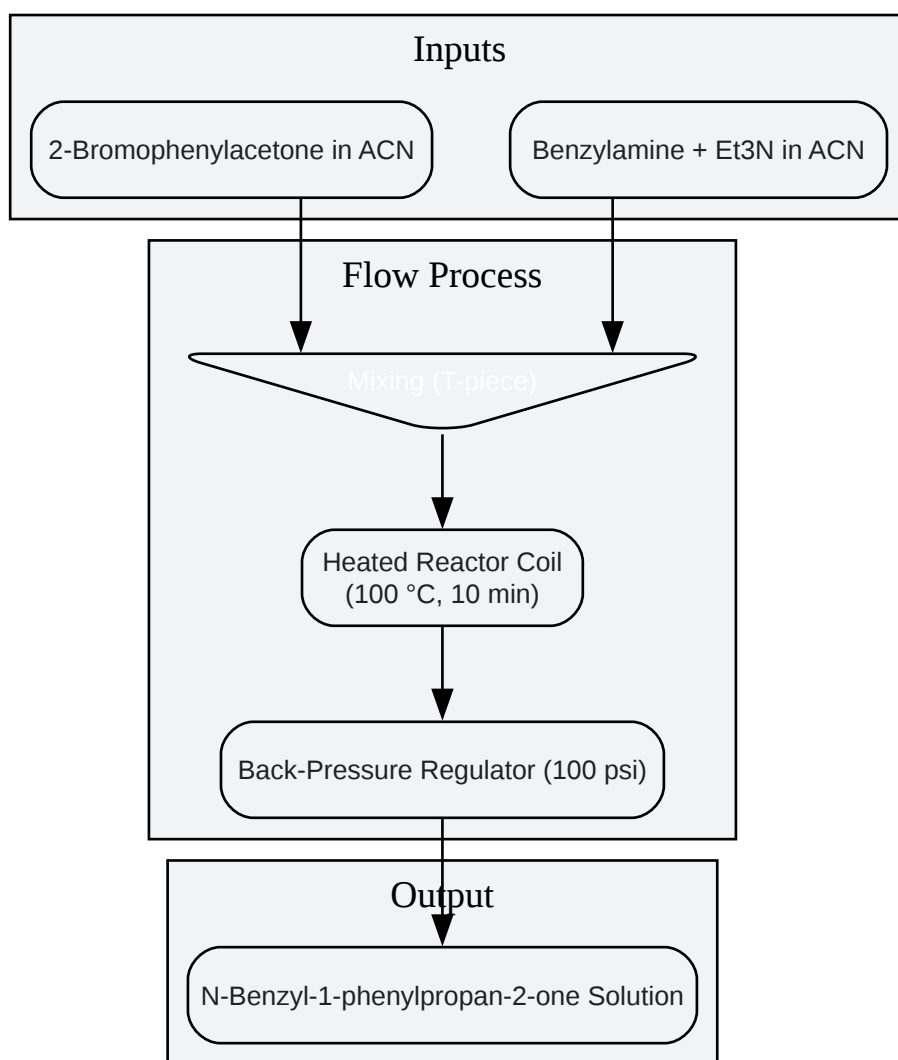 Inputs
2-Bromophenylacetone in ACN
Benzylamine + Et3N in ACN
Flow Process
Mixing (T-piece)
Heated Reactor Coil
(100 °C, 10 min)
Back-Pressure Regulator (100 psi)
Output
N-Benzyl-1-phenylpropan-2-one Solution